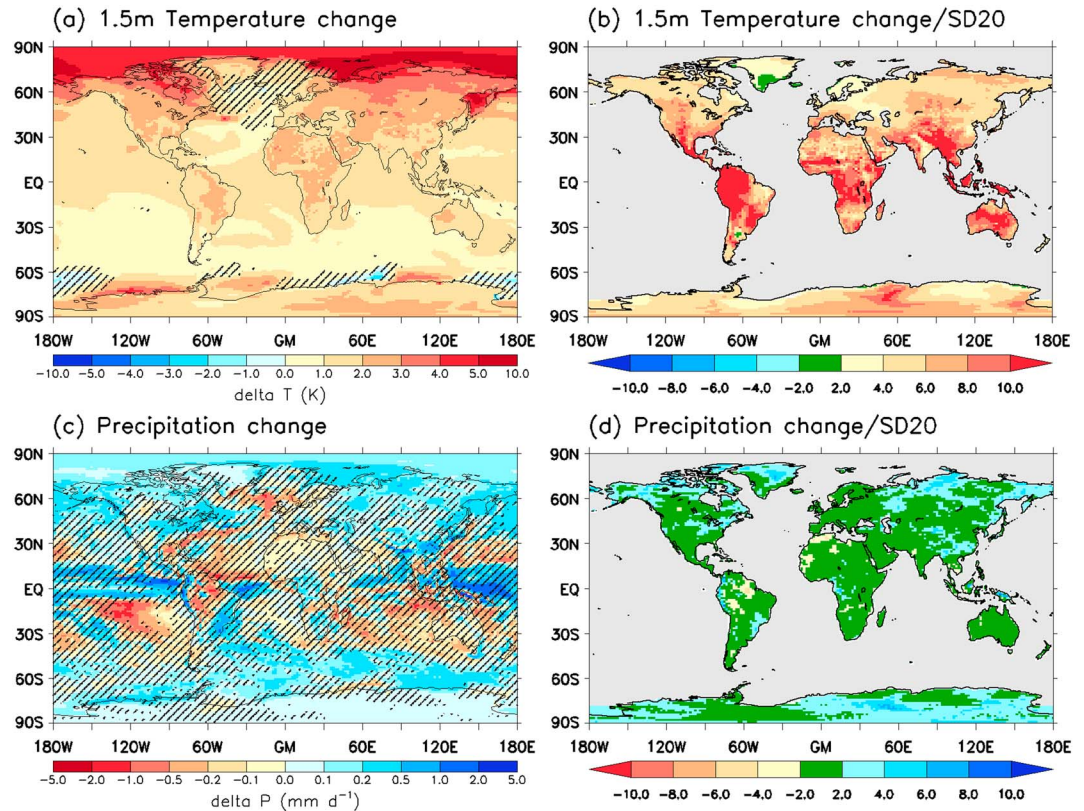 (a) 1.5m Temperature change
90N
60N
30N
EQ
30S
60S
90S
180W 120W 60W GM 60E 120E 180E
−10.0 −5.0 −4.0 −3.0 −2.0 −1.0 0.0 1.0 2.0 3.0 4.0 5.0 10.0
delta T (K)
(b) 1.5m Temperature change/SD20
90N
60N
30N
EQ
30S
60S
90S
180W 120W 60W GM 60E 120E 180E
−10.0 −8.0 −6.0 −4.0 −2.0 2.0 4.0 6.0 8.0 10.0
(c) Precipitation change
90N
60N
30N
EQ
30S
60S
90S
180W 120W 60W GM 60E 120E 180E
−5.0 −2.0 −1.0 −0.5 −0.2 −0.1 0.0 0.1 0.2 0.5 1.0 2.0 5.0
delta P (mm d⁻¹)
(d) Precipitation change/SD20
90N
60N
30N
EQ
30S
60S
90S
180W 120W 60W GM 60E 120E 180E
−10.0 −8.0 −6.0 −4.0 −2.0 2.0 4.0 6.0 8.0 10.0